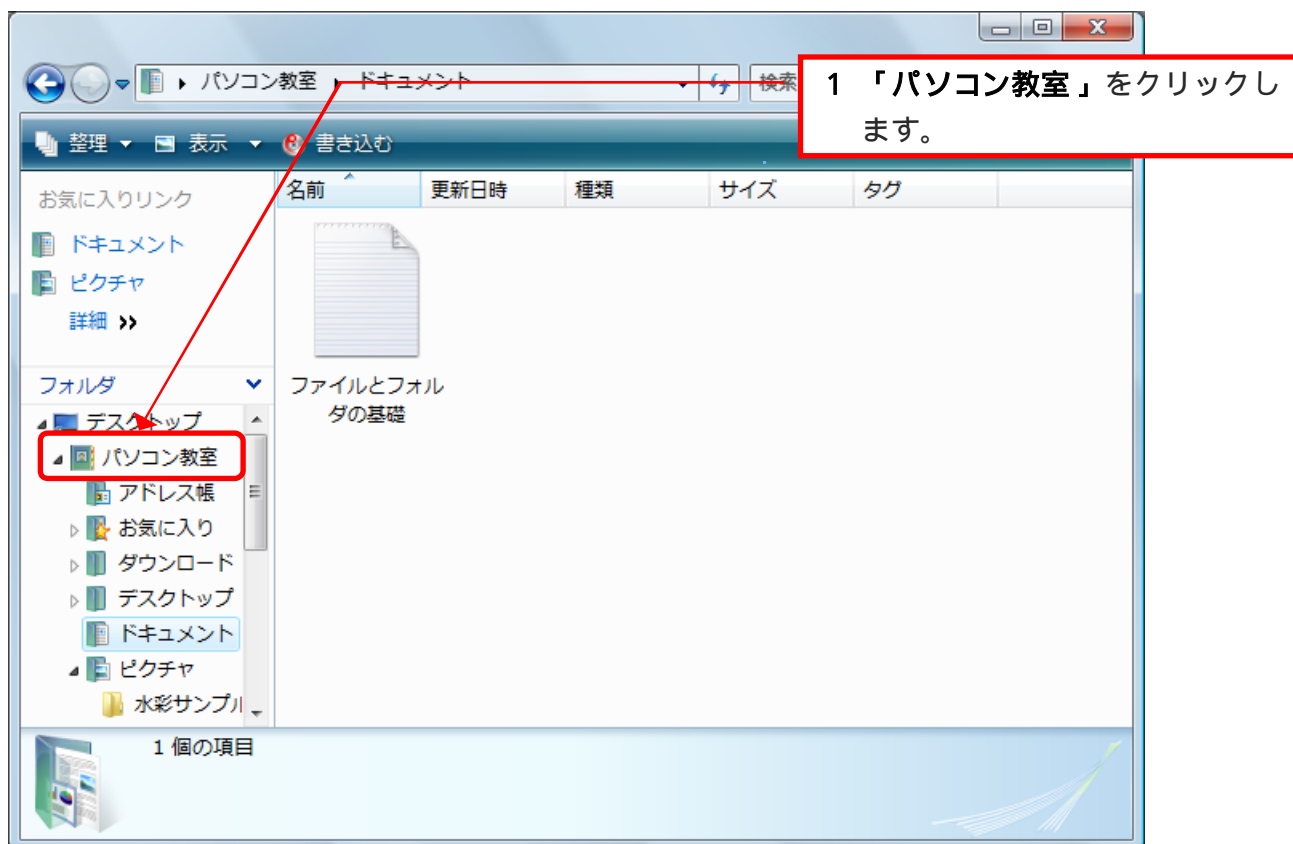 パソコン教室 ドキュメント
検索
1 「パソコン教室 」をクリックし
ます。
整理 表示 書き込む
お気に入りリンク
ドキュメント
ピクチャ
詳細 >>
名前 更新日時 種類 サイズ タグ
ファイルとフォル
ダの基礎
フォルダ
デスクトップ
パソコン教室
アドレス帳
お気に入り
ダウンロード
デスクトップ
ドキュメント
ピクチャ
水彩サンプル
1 個の項目